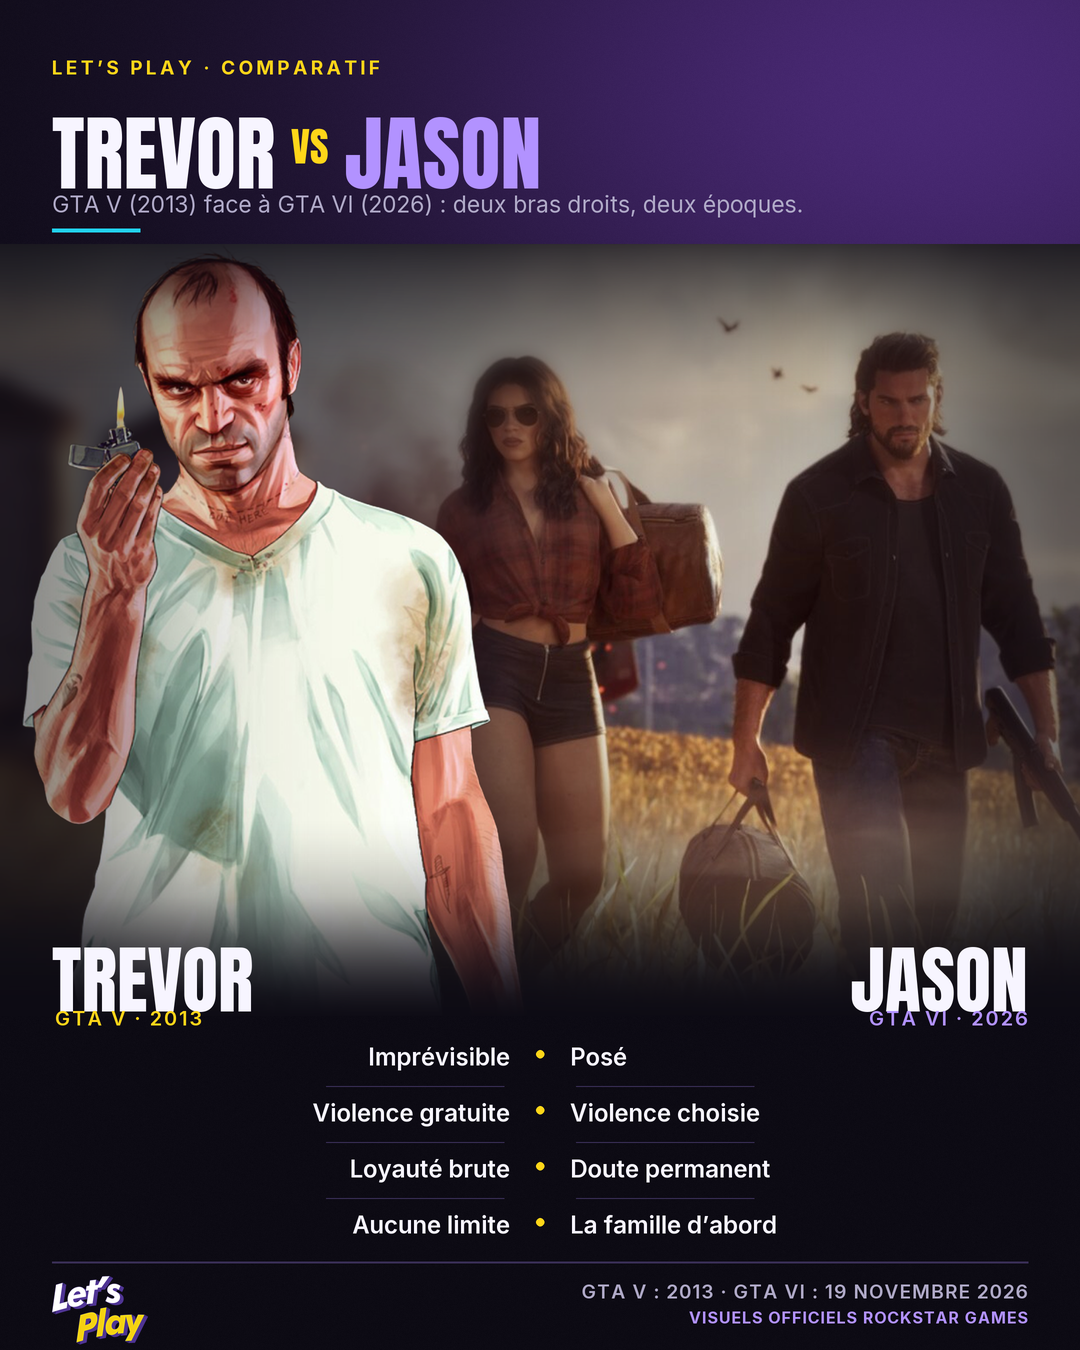 LET’S PLAY · COMPARATIF
TREVOR VS JASON
GTA V (2013) face à GTA VI (2026) : deux bras droits, deux époques.
TREVOR
GTA V · 2013
JASON
GTA VI · 2026
Imprévisible • Posé
Violence gratuite • Violence choisie
Loyauté brute • Doute permanent
Aucune limite • La famille d’abord
Let's
Play
GTA V : 2013 · GTA VI : 19 NOVEMBRE 2026
VISUELS OFFICIELS ROCKSTAR GAMES